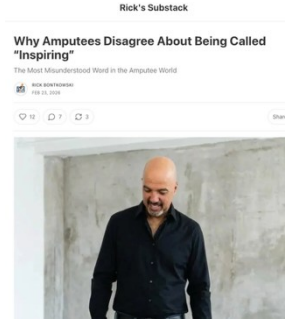 Rick's Substack
Why Amputees Disagree About Being Called
"Inspiring"
The Most Misunderstood Word in the Amputee World
RICK BONTKOWSKI
FEB 23, 2026
12
7
3
Shar